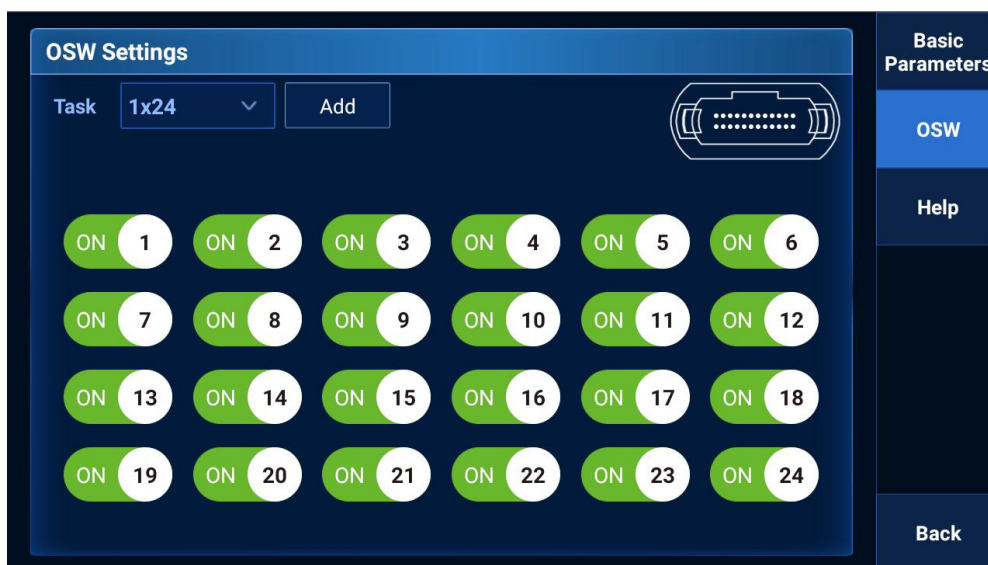 OSW Settings
Task 1x24 Add
ON 1 ON 2 ON 3 ON 4 ON 5 ON 6
ON 7 ON 8 ON 9 ON 10 ON 11 ON 12
ON 13 ON 14 ON 15 ON 16 ON 17 ON 18
ON 19 ON 20 ON 21 ON 22 ON 23 ON 24
Basic
Parameters
OSW
Help
Back